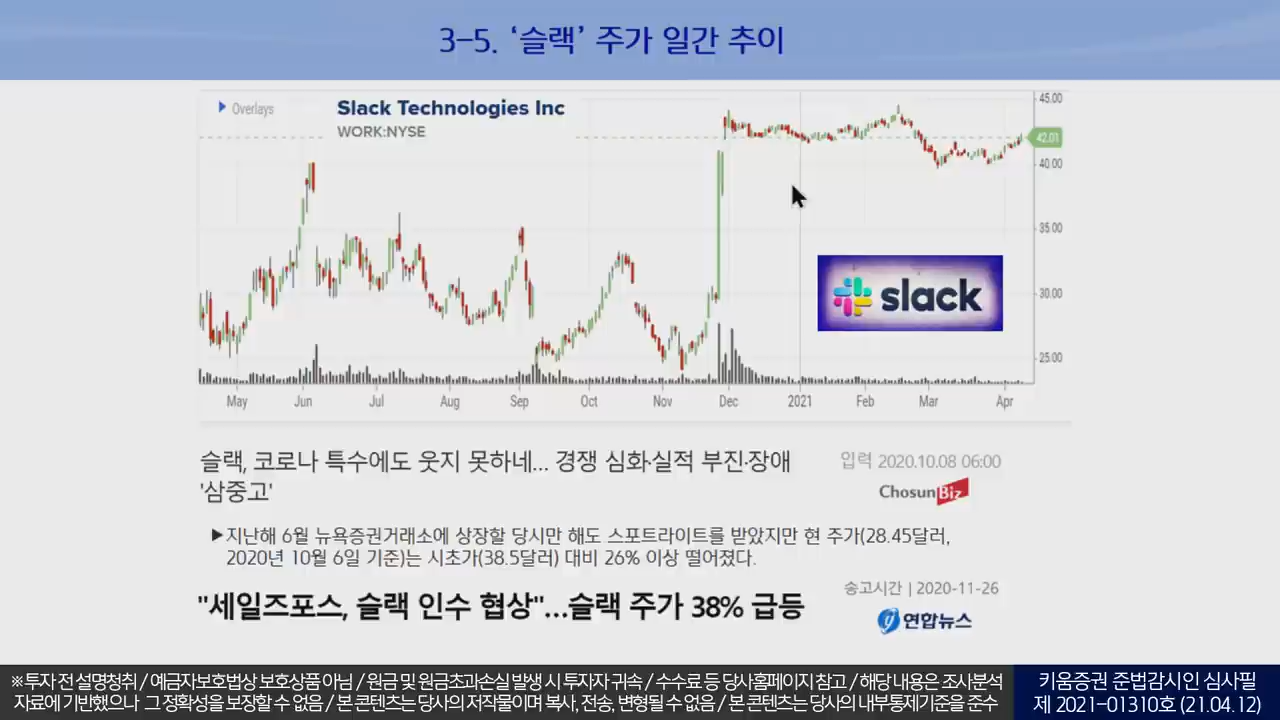 3-5. ‘슬랙’ 주가 일간 추이
Overlays
Slack Technologies Inc
WORK:NYSE
45.00
42.01
40.00
35.00
30.00
25.00
slack
May Jun Jul Aug Sep Oct Nov Dec 2021 Feb Mar Apr
슬랙, 코로나 특수에도 웃지 못하네... 경쟁 심화·실적 부진·장애
'삼중고'
입력 2020.10.08 06:00
ChosunBiz
▶지난해 6월 뉴욕증권거래소에 상장할 당시만 해도 스포트라이트를 받았지만 현 주가(28.45달러,
2020년 10월 6일 기준)는 시초가(38.5달러) 대비 26% 이상 떨어졌다.
"세일즈포스, 슬랙 인수 협상"…슬랙 주가 38% 급등
송고시간 | 2020-11-26
연합뉴스
※투자 전 설명청취 / 예금자보호법상 보호상품 아님 / 원금 및 원금초과손실 발생 시 투자자 귀속 / 수수료 등 당사홈페이지 참고 / 해당 내용은 조사분석
자료에 기반했으나 그 정확성을 보장할 수 없음 / 본 콘텐츠는 당사의 저작물이며 복사, 전송, 변형될 수 없음 / 본 콘텐츠는 당사의 내부통제기준을 준수
키움증권 준법감시인 심사필
제 2021-01310호 (21.04.12)